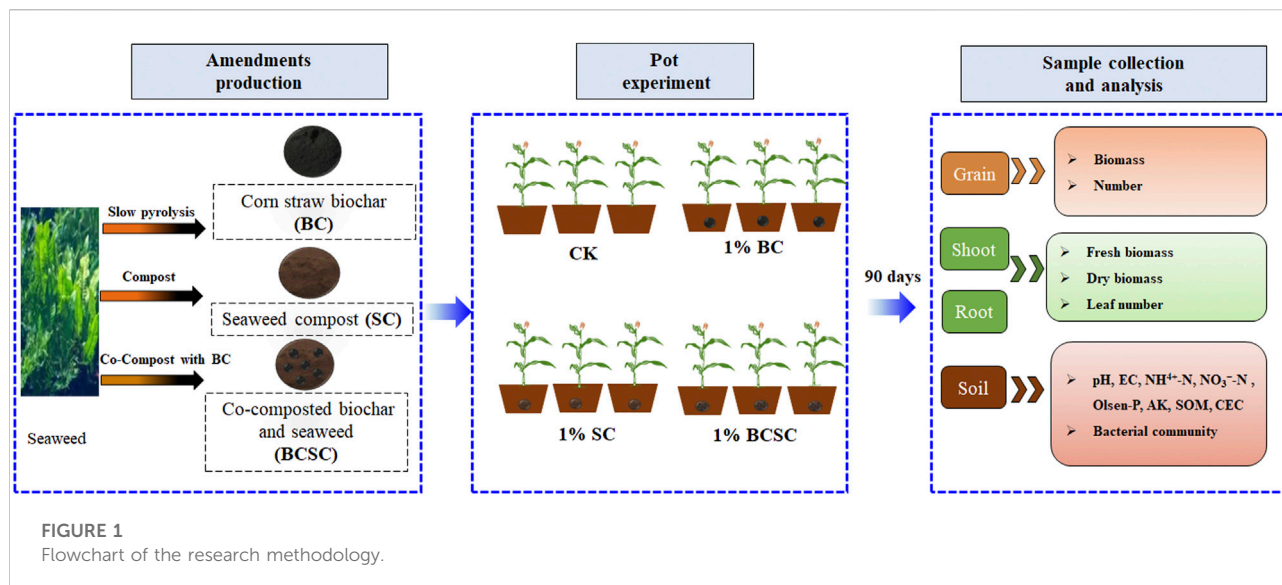 Amendments
production
Pot
experiment
Sample collection
and analysis
Seaweed
Slow pyrolysis
Corn straw biochar
(BC)
Compost
Seaweed compost (SC)
Co-Compost with BC
Co-composted biochar
and seaweed
(BCSC)
CK
1% BC
1% SC
1% BCSC
90 days
Grain
➢ Biomass
➢ Number
Shoot
Root
➢ Fresh biomass
➢ Dry biomass
➢ Leaf number
Soil
➢ pH, EC, NH⁴⁺-N, NO₃⁻-N ,
Olsen-P, AK, SOM, CEC
➢ Bacterial community
FIGURE 1
Flowchart of the research methodology.